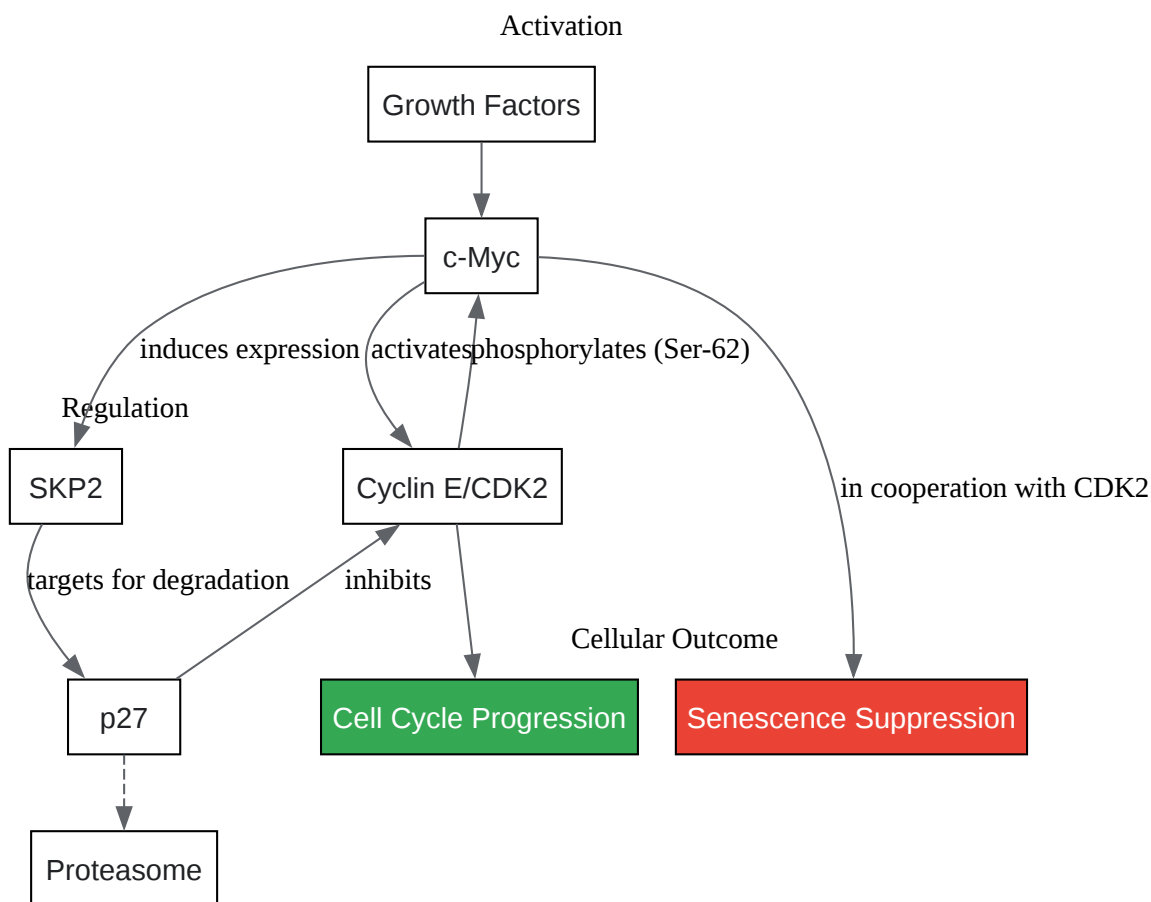 Activation
Growth Factors
c-Myc
induces expression
activates
phosphorylates (Ser-62)
Regulation
SKP2
Cyclin E/CDK2
in cooperation with CDK2
targets for degradation
inhibits
Cellular Outcome
p27
Cell Cycle Progression
Senescence Suppression
Proteasome